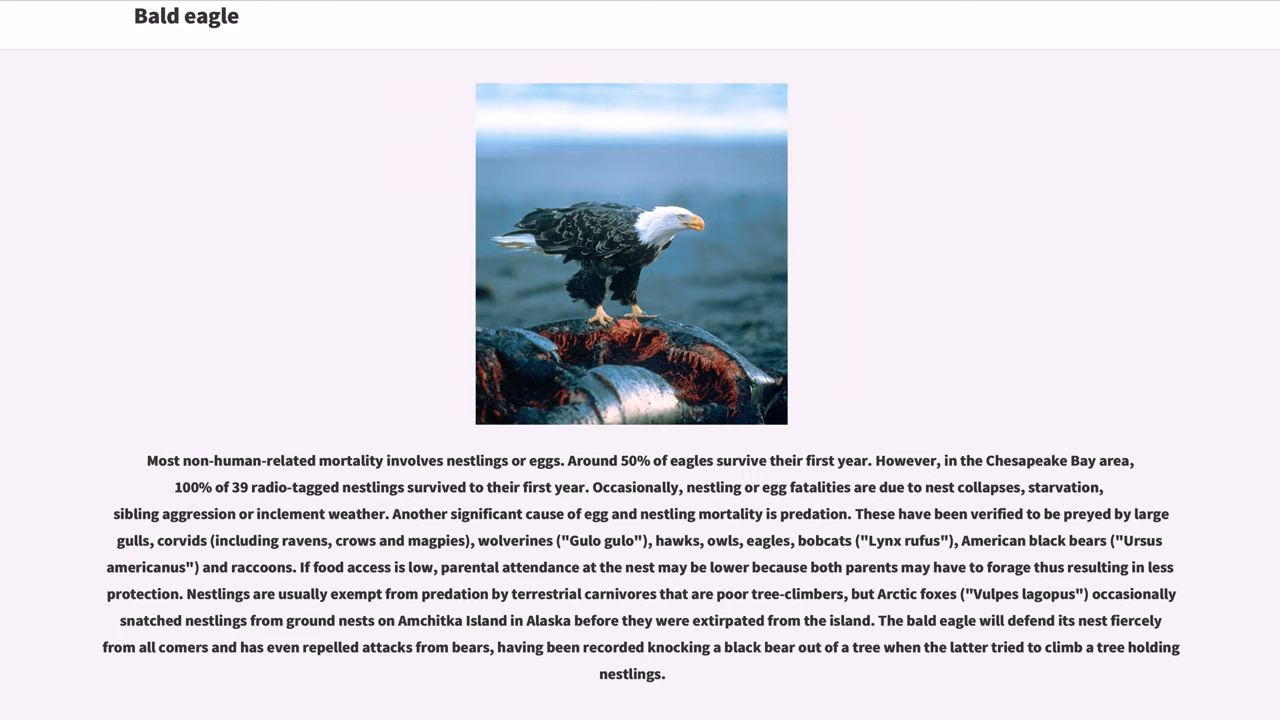 Bald eagle
Most non-human-related mortality involves nestlings or eggs. Around 50% of eagles survive their first year. However, in the Chesapeake Bay area,
100% of 39 radio-tagged nestlings survived to their first year. Occasionally, nestling or egg fatalities are due to nest collapses, starvation,
sibling aggression or inclement weather. Another significant cause of egg and nestling mortality is predation. These have been verified to be preyed by large
gulls, corvids (including ravens, crows and magpies), wolverines ("Gulo gulo"), hawks, owls, eagles, bobcats ("Lynx rufus"), American black bears ("Ursus
americanus") and raccoons. If food access is low, parental attendance at the nest may be lower because both parents may have to forage thus resulting in less
protection. Nestlings are usually exempt from predation by terrestrial carnivores that are poor tree-climbers, but Arctic foxes ("Vulpes lagopus") occasionally
snatched nestlings from ground nests on Amchitka Island in Alaska before they were extirpated from the island. The bald eagle will defend its nest fiercely
from all comers and has even repelled attacks from bears, having been recorded knocking a black bear out of a tree when the latter tried to climb a tree holding
nestlings.